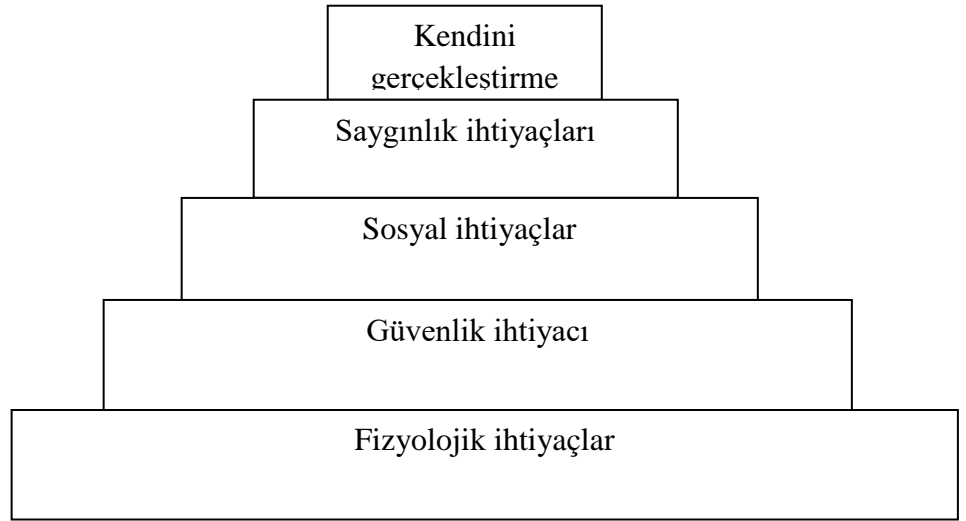 Kendini
gerçekleştirme
Saygınlık ihtiyaçları
Sosyal ihtiyaçlar
Güvenlik ihtiyacı
Fizyolojik ihtiyaçlar